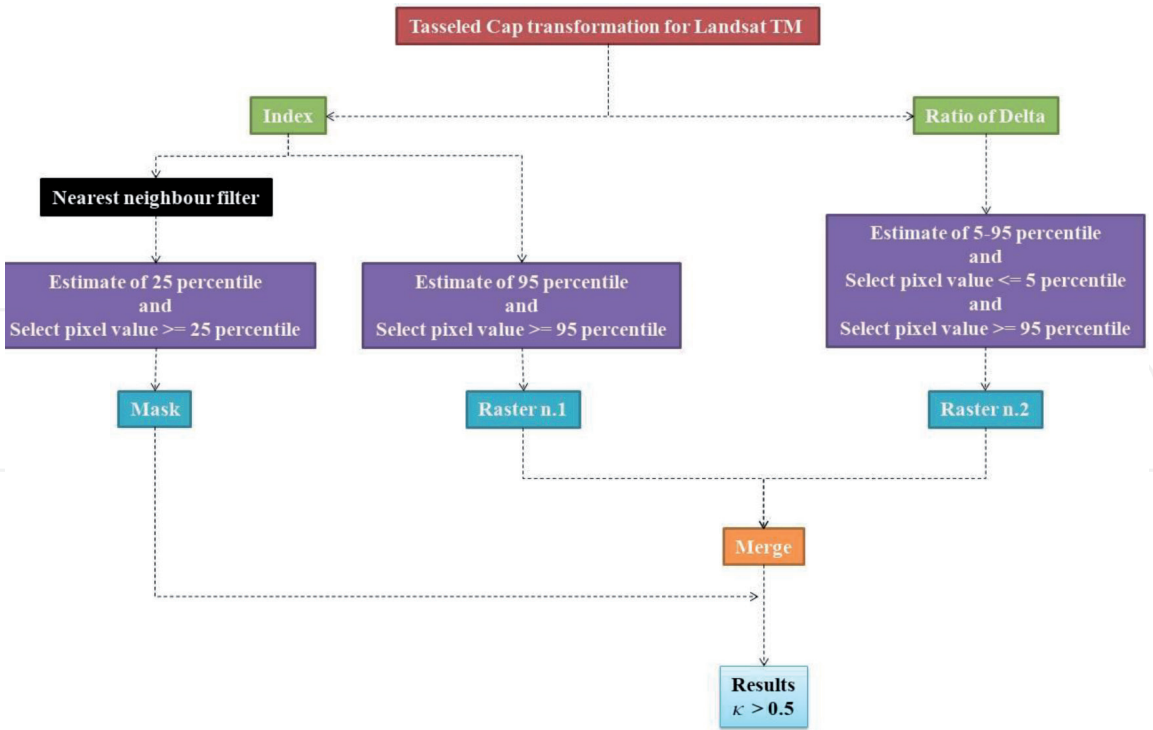 Tasseled Cap transformation for Landsat TM
Index
Ratio of Delta
Nearest neighbour filter
Estimate of 25 percentile
and
Select pixel value >= 25 percentile
Estimate of 95 percentile
and
Select pixel value >= 95 percentile
Estimate of 5-95 percentile
and
Select pixel value <= 5 percentile
and
Select pixel value >= 95 percentile
Mask
Raster n.1
Raster n.2
Merge
Results
κ > 0.5